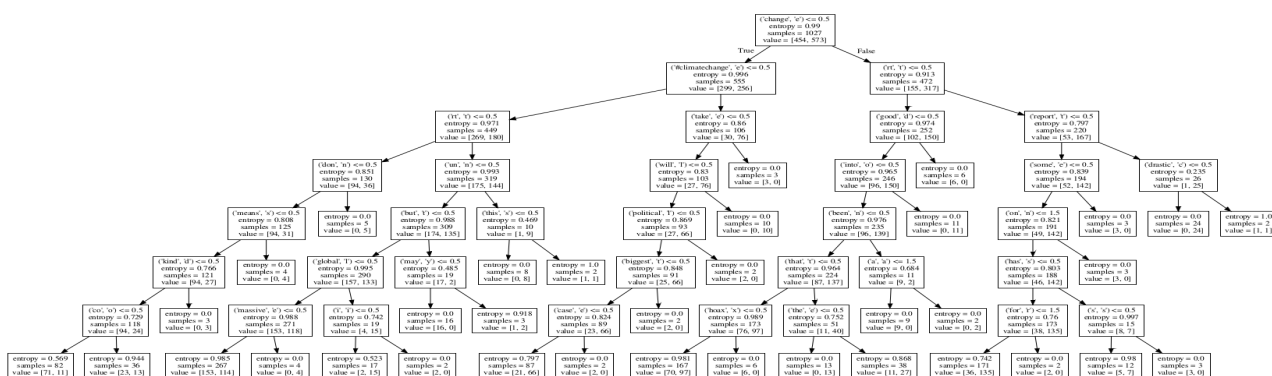 ('change', 'e') <= 0.5
entropy = 0.99
samples = 1027
value = [454, 573]
True
False
('#climatechange', 'e') <= 0.5
entropy = 0.996
samples = 555
value = [299, 256]
('rt', 't') <= 0.5
entropy = 0.913
samples = 472
value = [155, 317]
('rt', 't') <= 0.5
entropy = 0.971
samples = 449
value = [269, 180]
('take', 'e') <= 0.5
entropy = 0.86
samples = 106
value = [30, 76]
('good', 'd') <= 0.5
entropy = 0.974
samples = 252
value = [102, 150]
('report', 't') <= 0.5
entropy = 0.797
samples = 220
value = [53, 167]
('don', 'n') <= 0.5
entropy = 0.851
samples = 130
value = [94, 36]
('un', 'n') <= 0.5
entropy = 0.993
samples = 319
value = [175, 144]
('will', 'l') <= 0.5
entropy = 0.83
samples = 103
value = [27, 76]
entropy = 0.0
samples = 3
value = [3, 0]
('into', 'o') <= 0.5
entropy = 0.965
samples = 246
value = [96, 150]
entropy = 0.0
samples = 6
value = [6, 0]
('some', 'e') <= 0.5
entropy = 0.839
samples = 194
value = [52, 142]
('drastic', 'c') <= 0.5
entropy = 0.235
samples = 26
value = [1, 25]
('means', 's') <= 0.5
entropy = 0.808
samples = 125
value = [94, 31]
entropy = 0.0
samples = 5
value = [0, 5]
('but', 't') <= 0.5
entropy = 0.988
samples = 309
value = [174, 135]
('this', 's') <= 0.5
entropy = 0.469
samples = 10
value = [1, 9]
('political', 'l') <= 0.5
entropy = 0.869
samples = 93
value = [27, 66]
entropy = 0.0
samples = 10
value = [0, 10]
('been', 'n') <= 0.5
entropy = 0.976
samples = 235
value = [96, 139]
entropy = 0.0
samples = 11
value = [0, 11]
('on', 'n') <= 1.5
entropy = 0.821
samples = 191
value = [49, 142]
entropy = 0.0
samples = 3
value = [3, 0]
entropy = 0.0
samples = 24
value = [0, 24]
entropy = 1.0
samples = 2
value = [1, 1]
('kind', 'd') <= 0.5
entropy = 0.766
samples = 121
value = [94, 27]
entropy = 0.0
samples = 4
value = [0, 4]
('global', 'l') <= 0.5
entropy = 0.995
samples = 290
value = [157, 133]
('may', 'y') <= 0.5
entropy = 0.485
samples = 19
value = [17, 2]
entropy = 0.0
samples = 8
value = [0, 8]
entropy = 1.0
samples = 2
value = [1, 1]
('biggest', 't') <= 0.5
entropy = 0.848
samples = 91
value = [25, 66]
entropy = 0.0
samples = 2
value = [2, 0]
('that', 't') <= 0.5
entropy = 0.964
samples = 224
value = [87, 137]
('a', 'a') <= 1.5
entropy = 0.684
samples = 11
value = [9, 2]
('has', 's') <= 0.5
entropy = 0.803
samples = 188
value = [46, 142]
entropy = 0.0
samples = 3
value = [3, 0]
('co', 'o') <= 0.5
entropy = 0.729
samples = 118
value = [94, 24]
entropy = 0.0
samples = 3
value = [0, 3]
('massive', 'e') <= 0.5
entropy = 0.988
samples = 271
value = [153, 118]
('i', 'i') <= 0.5
entropy = 0.742
samples = 19
value = [4, 15]
entropy = 0.0
samples = 16
value = [16, 0]
entropy = 0.918
samples = 3
value = [1, 2]
('case', 'e') <= 0.5
entropy = 0.824
samples = 89
value = [23, 66]
entropy = 0.0
samples = 2
value = [2, 0]
('hoax', 'x') <= 0.5
entropy = 0.989
samples = 173
value = [76, 97]
('the', 'e') <= 0.5
entropy = 0.752
samples = 51
value = [11, 40]
entropy = 0.0
samples = 9
value = [9, 0]
entropy = 0.0
samples = 2
value = [0, 2]
('for', 'r') <= 1.5
entropy = 0.76
samples = 173
value = [38, 135]
('s', 's') <= 0.5
entropy = 0.997
samples = 15
value = [8, 7]
entropy = 0.569
samples = 82
value = [71, 11]
entropy = 0.944
samples = 36
value = [23, 13]
entropy = 0.985
samples = 267
value = [153, 114]
entropy = 0.0
samples = 4
value = [0, 4]
entropy = 0.523
samples = 17
value = [2, 15]
entropy = 0.0
samples = 2
value = [2, 0]
entropy = 0.797
samples = 87
value = [21, 66]
entropy = 0.0
samples = 2
value = [2, 0]
entropy = 0.981
samples = 167
value = [70, 97]
entropy = 0.0
samples = 6
value = [6, 0]
entropy = 0.0
samples = 13
value = [0, 13]
entropy = 0.868
samples = 38
value = [11, 27]
entropy = 0.742
samples = 171
value = [36, 135]
entropy = 0.0
samples = 2
value = [2, 0]
entropy = 0.98
samples = 12
value = [5, 7]
entropy = 0.0
samples = 3
value = [3, 0]